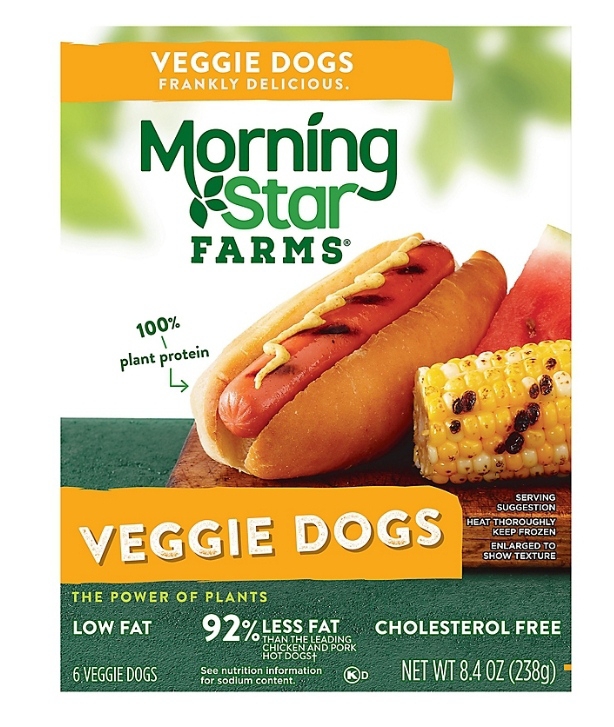 VEGGIE DOGS
FRANKLY DELICIOUS.
Morning
Star
FARMS®
100%
plant protein
SERVING
SUGGESTION
HEAT THOROUGHLY
KEEP FROZEN
ENLARGED TO
SHOW TEXTURE
VEGGIE DOGS
THE POWER OF PLANTS
LOW FAT
92% LESS FAT
THAN THE LEADING
CHICKEN AND PORK
HOT DOGS†
CHOLESTEROL FREE
6 VEGGIE DOGS
See nutrition information
for sodium content.
K D
NET WT 8.4 OZ (238g)